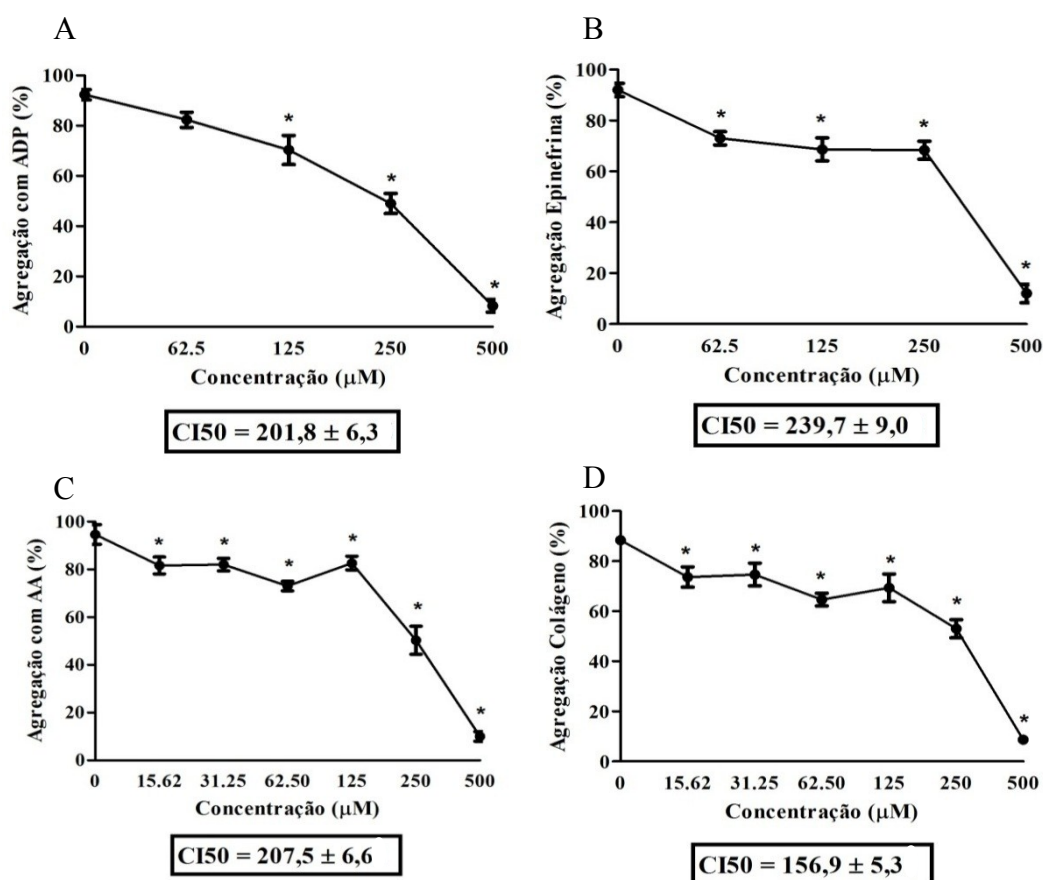 A
Agregação com ADP (%)
100
80
60
40
20
0
*
*
*
0 62.5 125 250 500
Concentração (µM)
CI50 = 201,8 ± 6,3
B
Agregação Epinefrina (%)
100
80
60
40
20
0
*
*
*
*
0 62.5 125 250 500
Concentração (µM)
CI50 = 239,7 ± 9,0
C
Agregação com AA (%)
100
80
60
40
20
0
*
*
*
*
*
*
0 15.62 31.25 62.50 125 250 500
Concentração (µM)
CI50 = 207,5 ± 6,6
D
Agregação Colágeno (%)
100
80
60
40
20
0
*
*
*
*
*
*
0 15.62 31.25 62.50 125 250 500
Concentração (µM)
CI50 = 156,9 ± 5,3